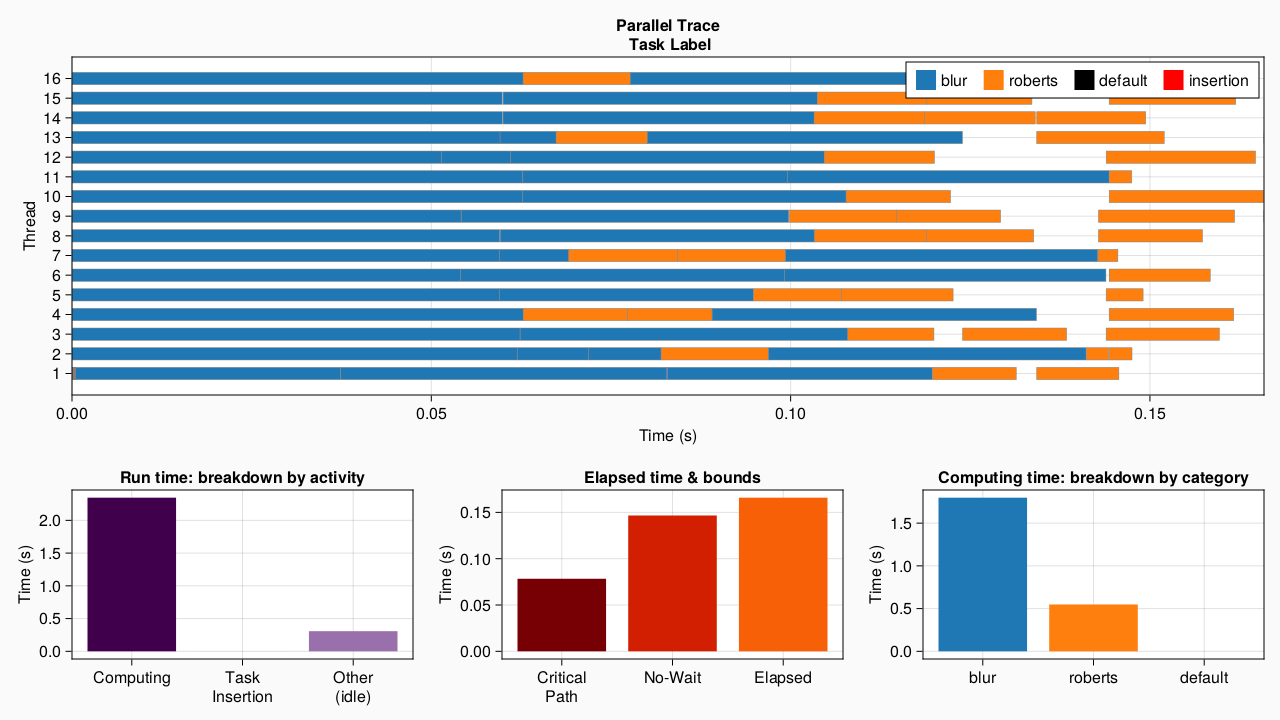 Parallel Trace
Task Label
blur roberts default insertion
Thread
16
15
14
13
12
11
10
9
8
7
6
5
4
3
2
1
0.00 0.05 0.10 0.15
Time (s)
Run time: breakdown by activity
Time (s)
2.0
1.5
1.0
0.5
0.0
Computing Task Insertion Other (idle)
Elapsed time & bounds
Time (s)
0.15
0.10
0.05
0.00
Critical Path No-Wait Elapsed
Computing time: breakdown by category
Time (s)
1.5
1.0
0.5
0.0
blur roberts default